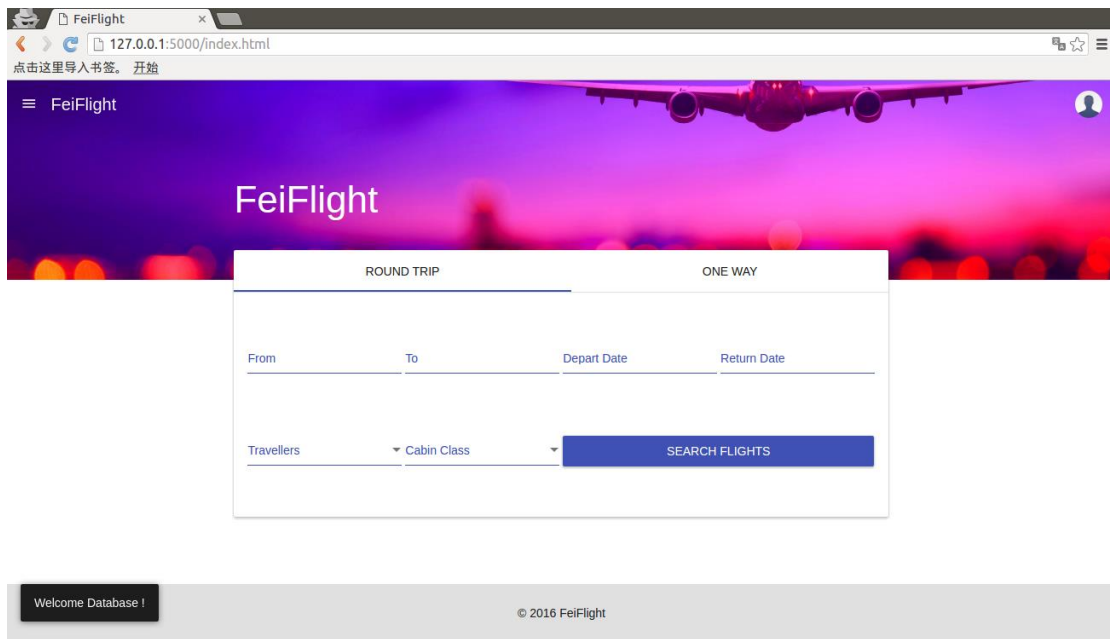 FeiFlight
127.0.0.1:5000/index.html
点击这里导入书签。 开始
FeiFlight
FeiFlight
ROUND TRIP ONE WAY
From To Depart Date Return Date
Travellers Cabin Class SEARCH FLIGHTS
Welcome Database !
© 2016 FeiFlight